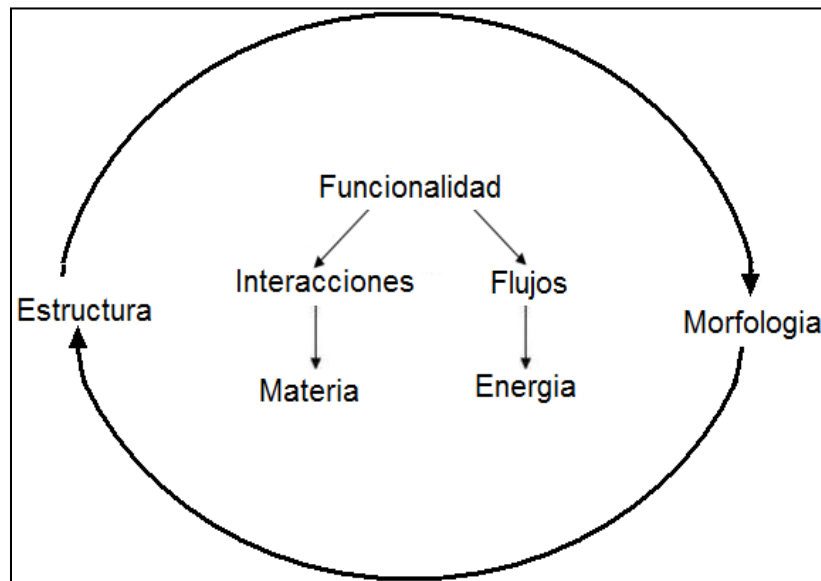 Funcionalidad
Interacciones
Flujos
Estructura
Morfologia
Materia
Energia